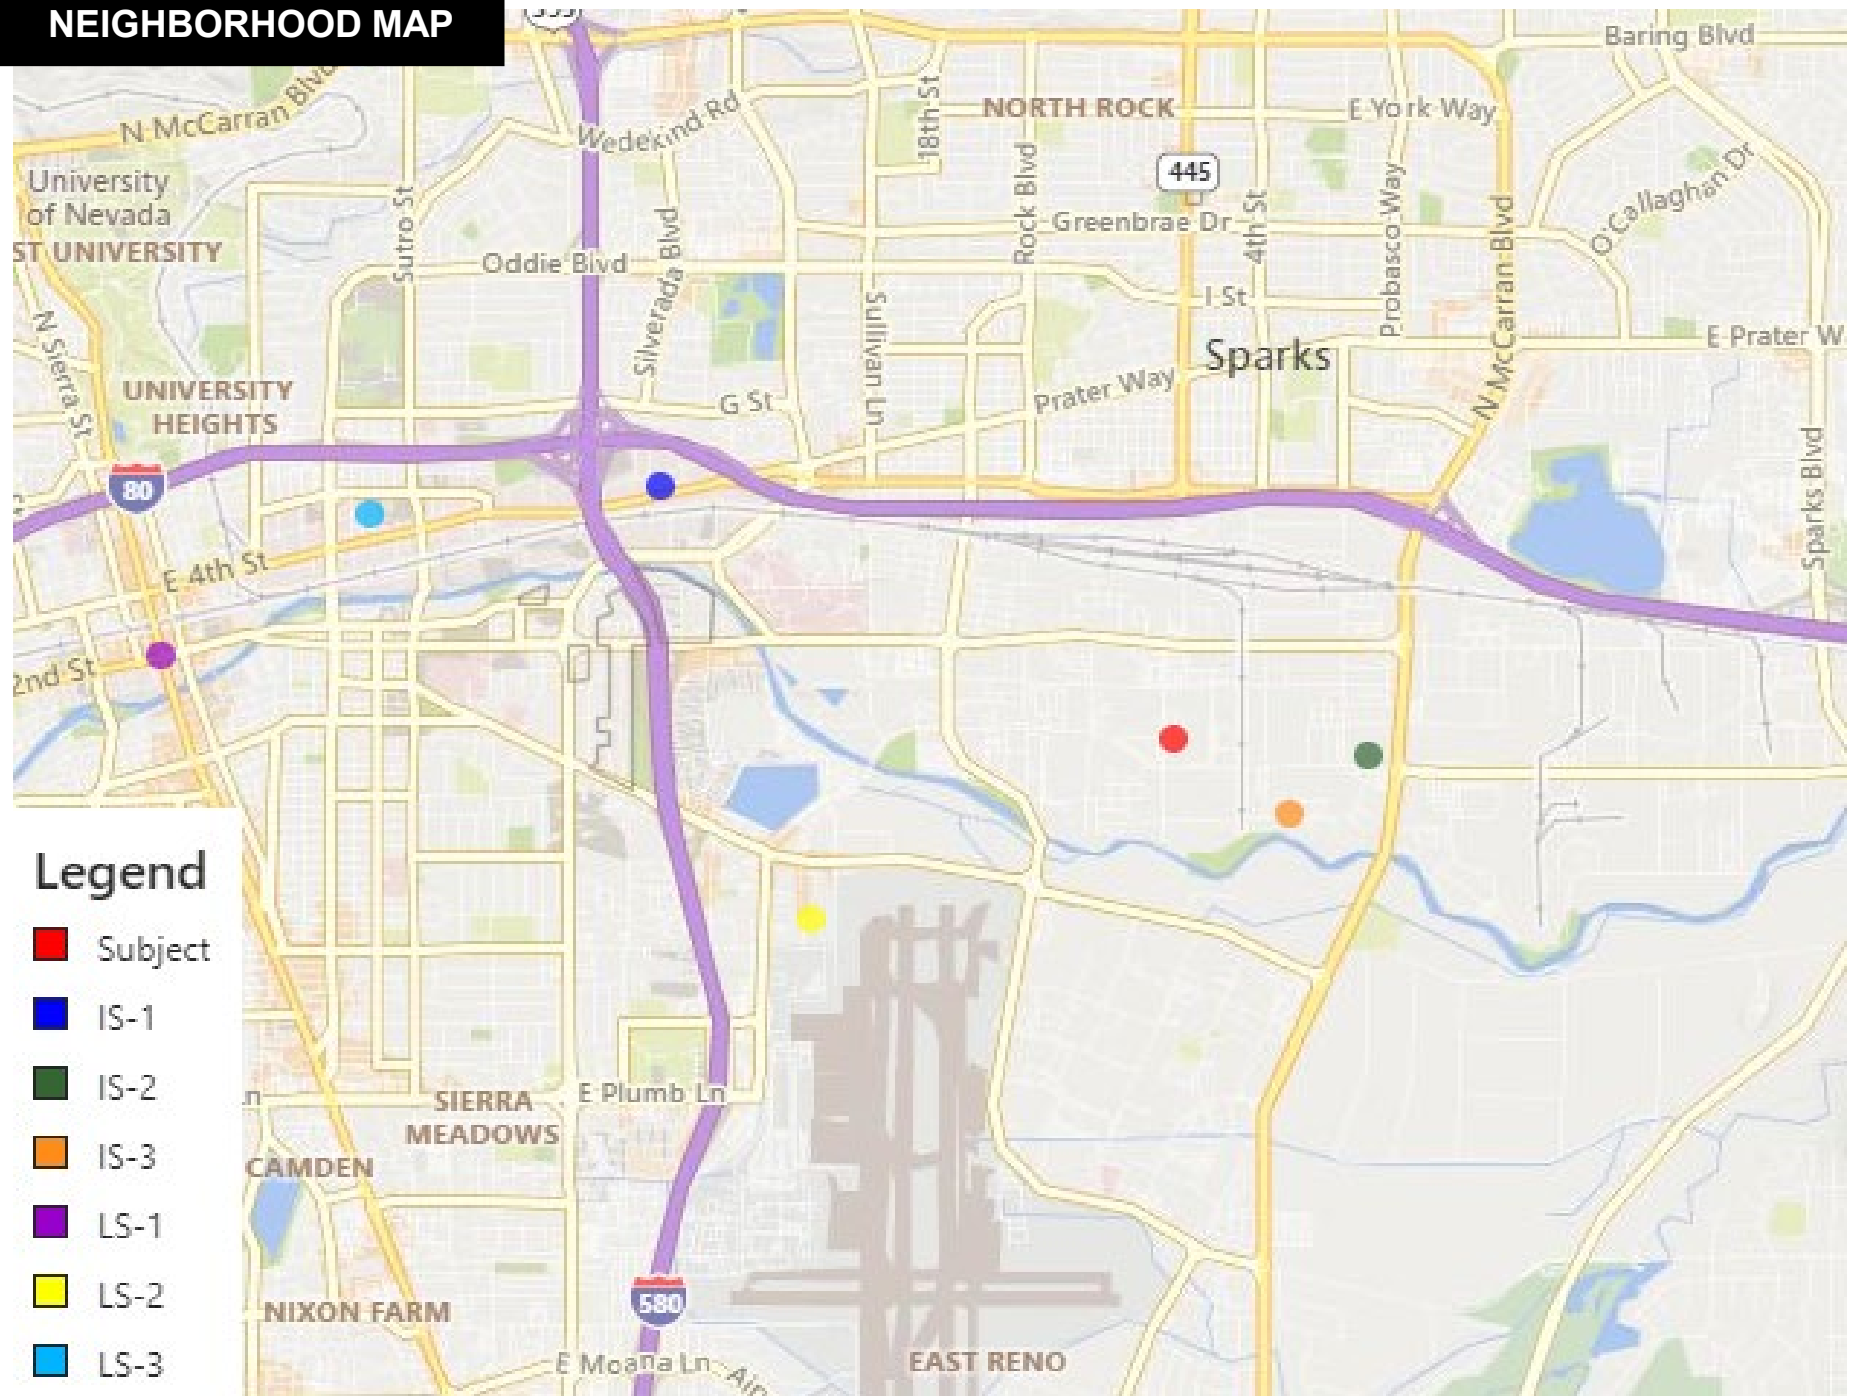 NEIGHBORHOOD MAP
Baring Blvd
N McCarran Blvd
Wedekind Rd
18th St
NORTH ROCK
E York Way
University
of Nevada
ST UNIVERSITY
445
Sutro St
Silverada Blvd
Rock Blvd
Greenbrae Dr
4th St
Probasco Way
N McCarran Blvd
O'Callaghan Dr
Oddie Blvd
I St
N Sierra St
Sullivan Ln
Sparks
E Prater W
UNIVERSITY
HEIGHTS
G St
Prater Way
80
Sparks Blvd
E 4th St
2nd St
Legend
Subject
IS-1
IS-2
IS-3
LS-1
LS-2
LS-3
E Plumb Ln
SIERRA
MEADOWS
CAMDEN
580
NIXON FARM
E Moana Ln
EAST RENO